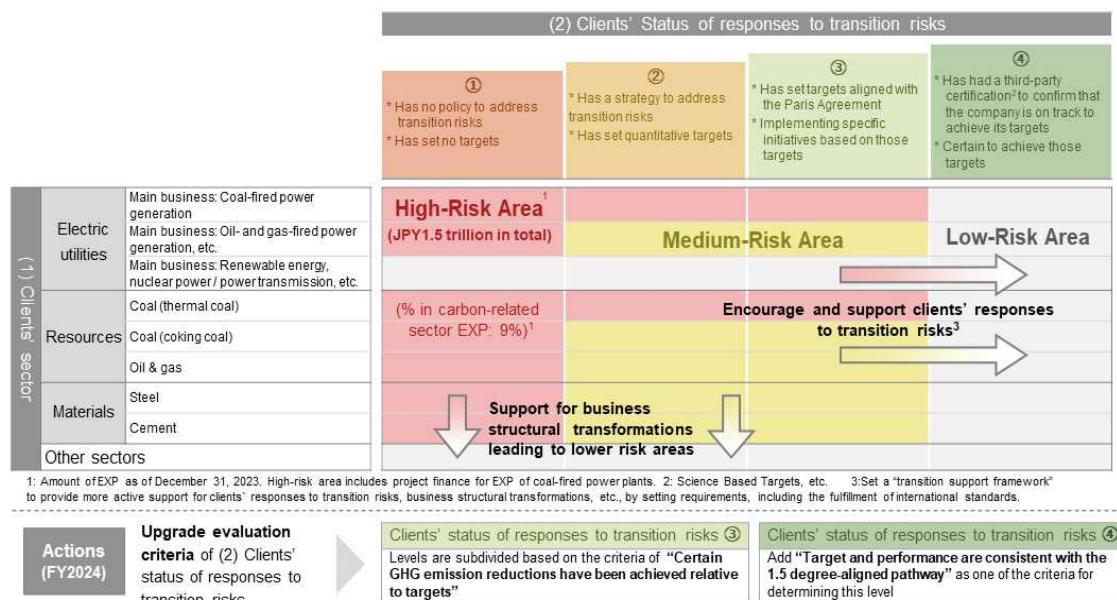 (2) Clients' Status of responses to transition risks
①
* Has no policy to address
transition risks
* Has set no targets
②
* Has a strategy to address
transition risks
* Has set quantitative targets
③
* Has set targets aligned with
the Paris Agreement
* Implementing specific
initiatives based on those
targets
④
* Has had a third-party
certification² to confirm that
the company is on track to
achieve its targets
* Certain to achieve those
targets
(1) Clients' sector
Electric
utilities
Main business: Coal-fired power
generation
Main business: Oil- and gas-fired power
generation, etc.
Main business: Renewable energy,
nuclear power / power transmission, etc.
Resources
Coal (thermal coal)
Coal (coking coal)
Oil & gas
Materials
Steel
Cement
Other sectors
High-Risk Area¹
(JPY1.5 trillion in total)
Medium-Risk Area
Low-Risk Area
(% in carbon-related
sector EXP: 9%)¹
Encourage and support clients' responses
to transition risks³
Support for business
structural transformations
leading to lower risk areas
1: Amount of EXP as of December 31, 2023. High-risk area includes project finance for EXP of coal-fired power plants. 2: Science Based Targets, etc. 3:Set a "transition support framework"
to provide more active support for clients` responses to transition risks, business structural transformations, etc., by setting requirements, including the fulfillment of international standards.
Actions
(FY2024)
Upgrade evaluation
criteria of (2) Clients'
status of responses to
transition risks
Clients' status of responses to transition risks ③
Levels are subdivided based on the criteria of "Certain
GHG emission reductions have been achieved relative
to targets"
Clients' status of responses to transition risks ④
Add "Target and performance are consistent with the
1.5 degree-aligned pathway" as one of the criteria for
determining this level